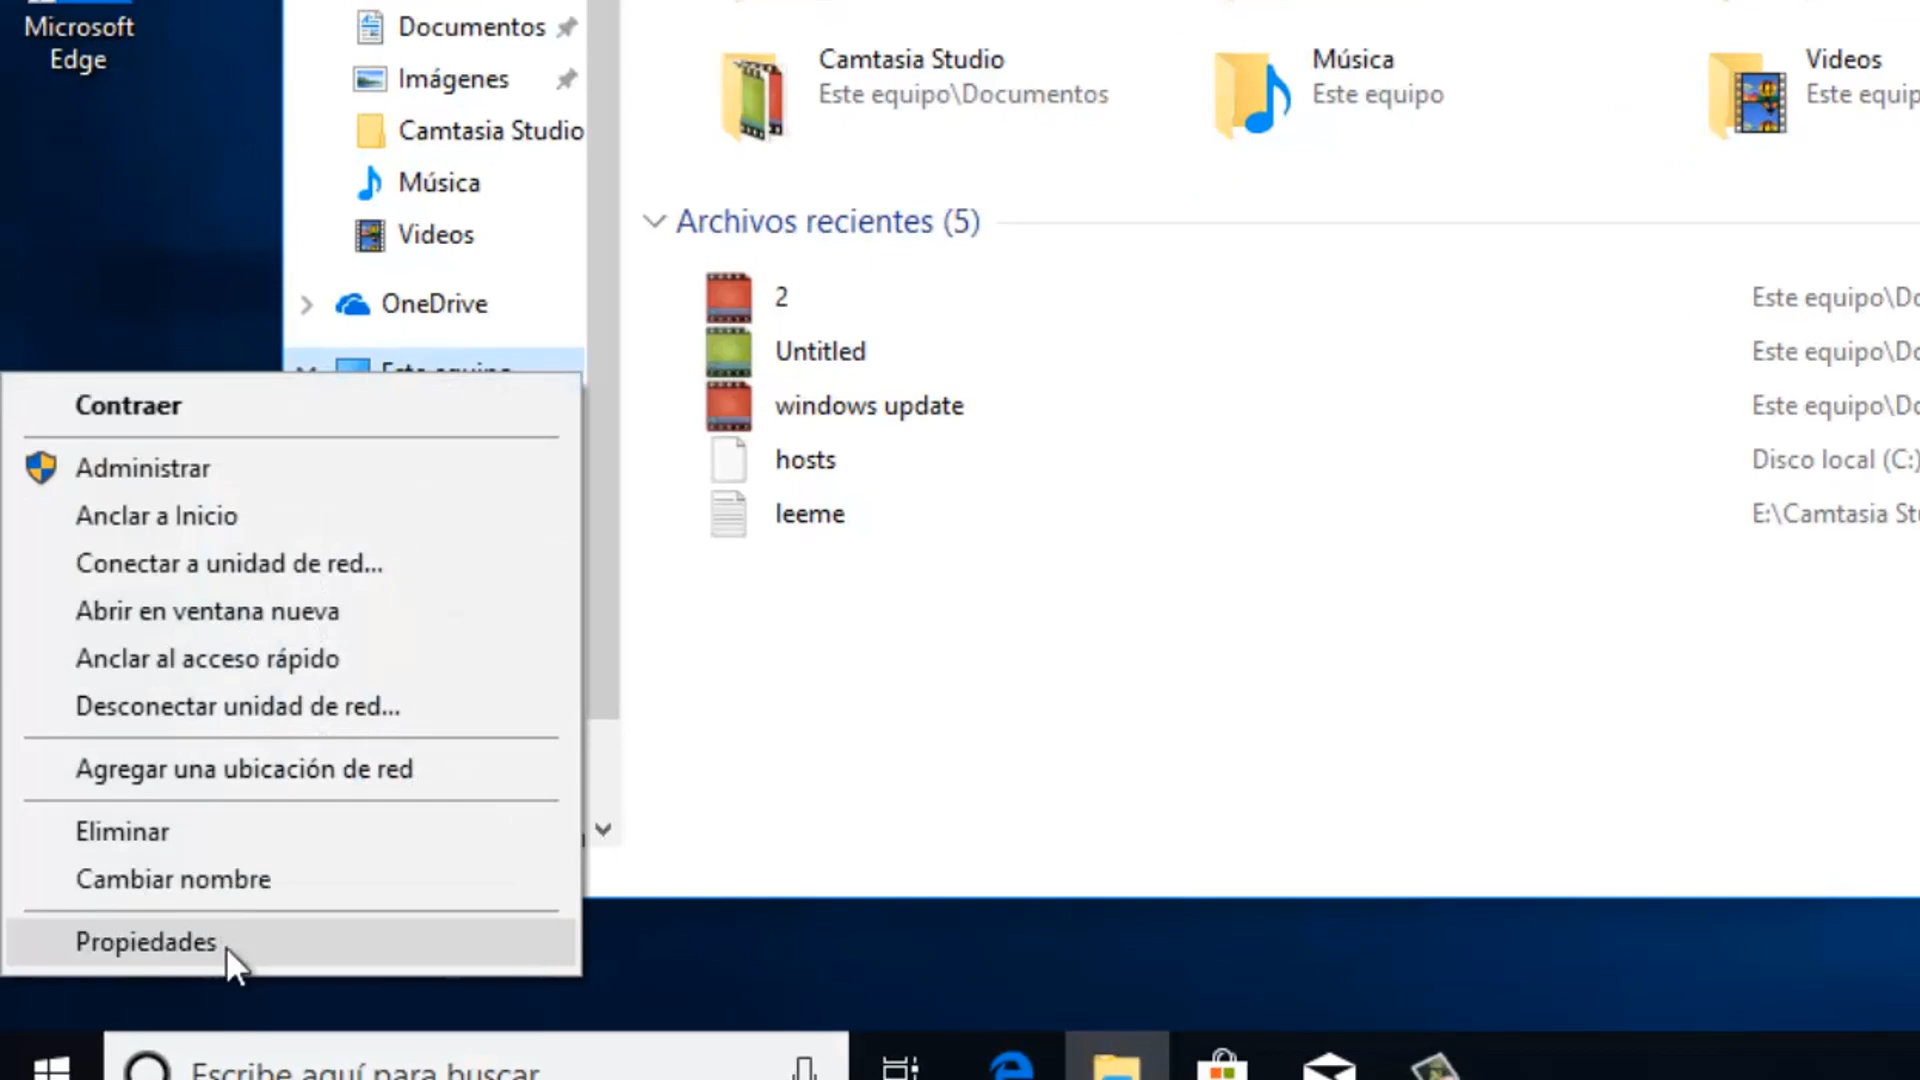 Microsoft
Edge
Documentos
Imágenes
Camtasia Studio
Música
Videos
OneDrive
Este equipo
Contraer
Administrar
Anclar a Inicio
Conectar a unidad de red...
Abrir en ventana nueva
Anclar al acceso rápido
Desconectar unidad de red...
Agregar una ubicación de red
Eliminar
Cambiar nombre
Propiedades
Camtasia Studio
Este equipo\Documentos
Música
Este equipo
Videos
Este equip
Archivos recientes (5)
2 Este equipo\Do
Untitled Este equipo\Do
windows update Este equipo\Do
hosts Disco local (C:)
leeme E:\Camtasia Stu
Escribe aquí para buscar